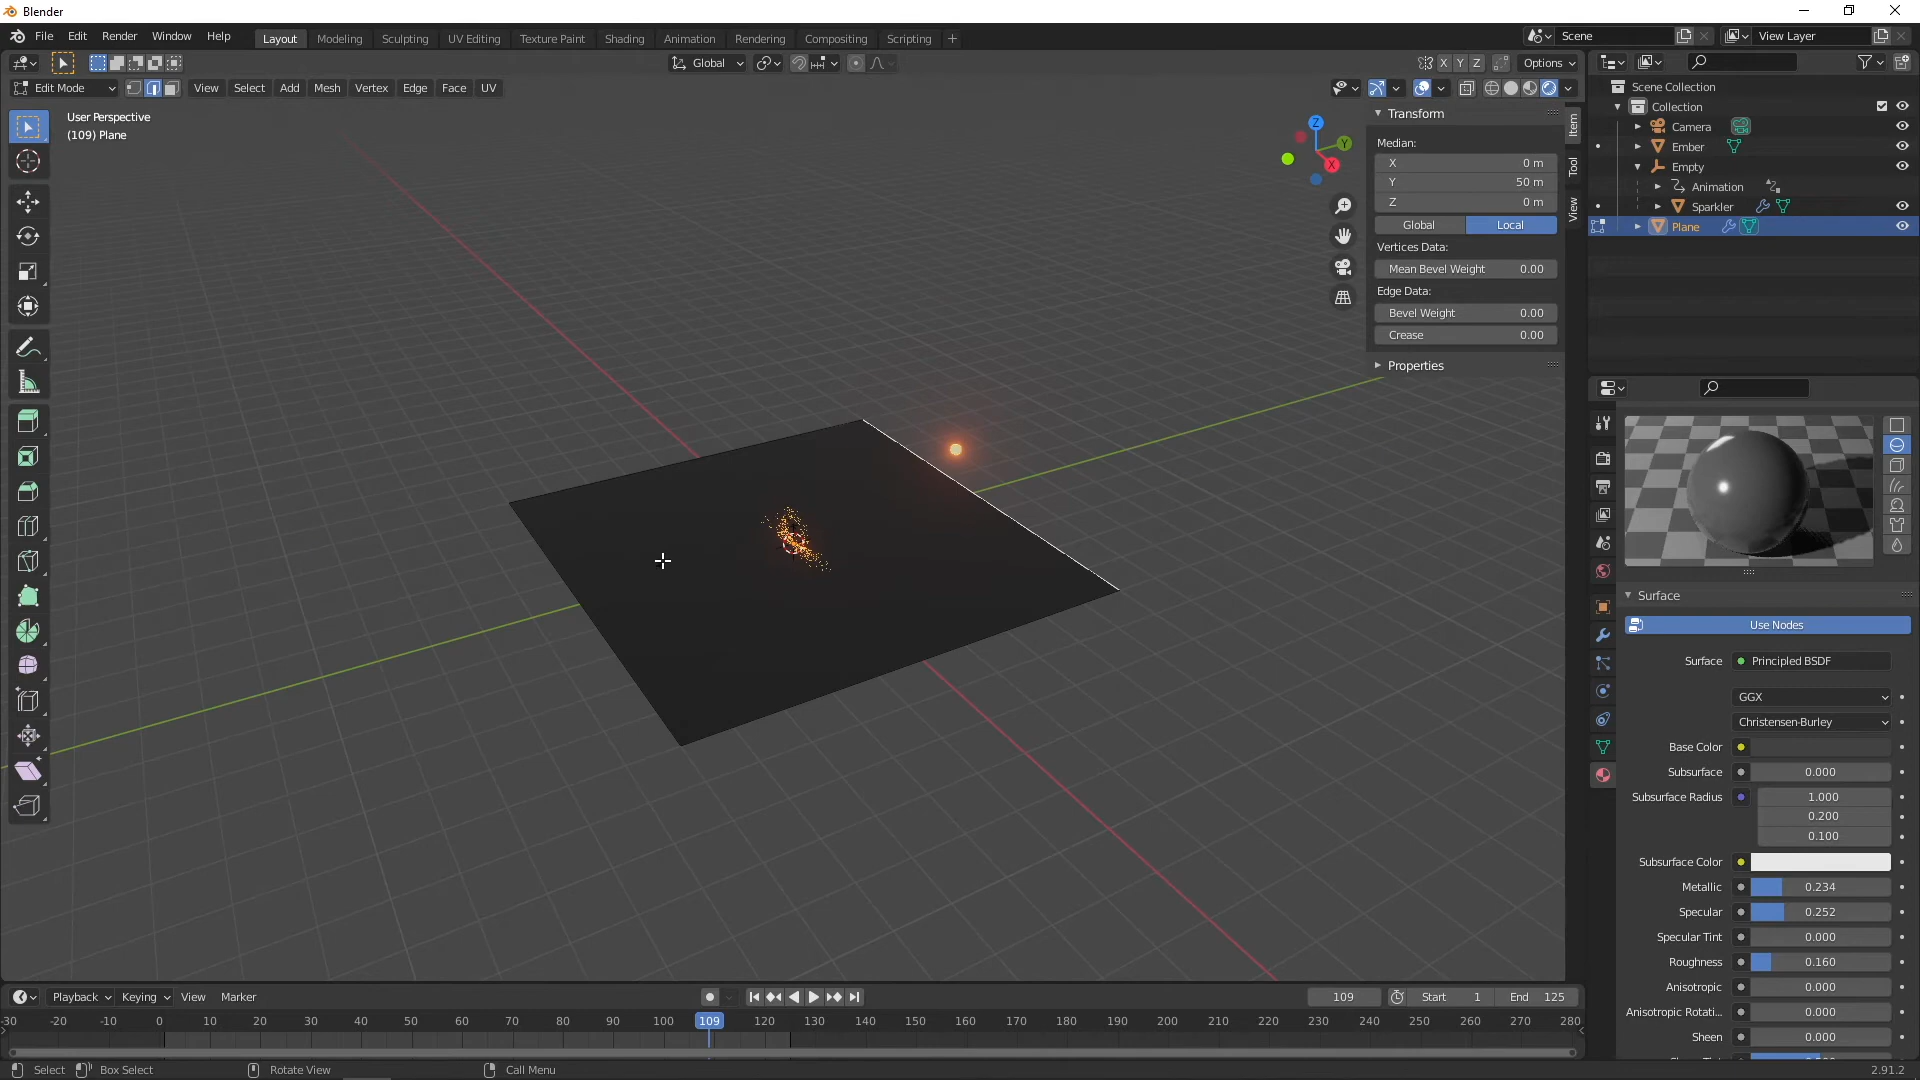 Blender
File Edit Render Window Help
Layout Modeling Sculpting UV Editing Texture Paint Shading Animation Rendering Compositing Scripting +
Scene
View Layer
Global
X Y Z Options
Edit Mode View Select Add Mesh Vertex Edge Face UV
User Perspective
(109) Plane
Z
Y
X
Transform
Median:
X 0 m
Y 50 m
Z 0 m
Global Local
Vertices Data:
Mean Bevel Weight 0.00
Edge Data:
Bevel Weight 0.00
Crease 0.00
Properties
Item
Tool
View
Scene Collection
Collection
Camera
Ember
Empty
Animation
Sparkler
Plane
Surface
Use Nodes
Surface Principled BSDF
GGX
Christensen-Burley
Base Color
Subsurface 0.000
Subsurface Radius 1.000
0.200
0.100
Subsurface Color
Metallic 0.234
Specular 0.252
Specular Tint 0.000
Roughness 0.160
Anisotropic 0.000
Anisotropic Rotati... 0.000
Sheen 0.000
Playback Keying View Marker
109 Start 1 End 125
-30 -20 -10 0 10 20 30 40 50 60 70 80 90 100 109 120 130 140 150 160 170 180 190 200 210 220 230 240 250 260 270 280
Select Box Select Rotate View Call Menu 2.91.2